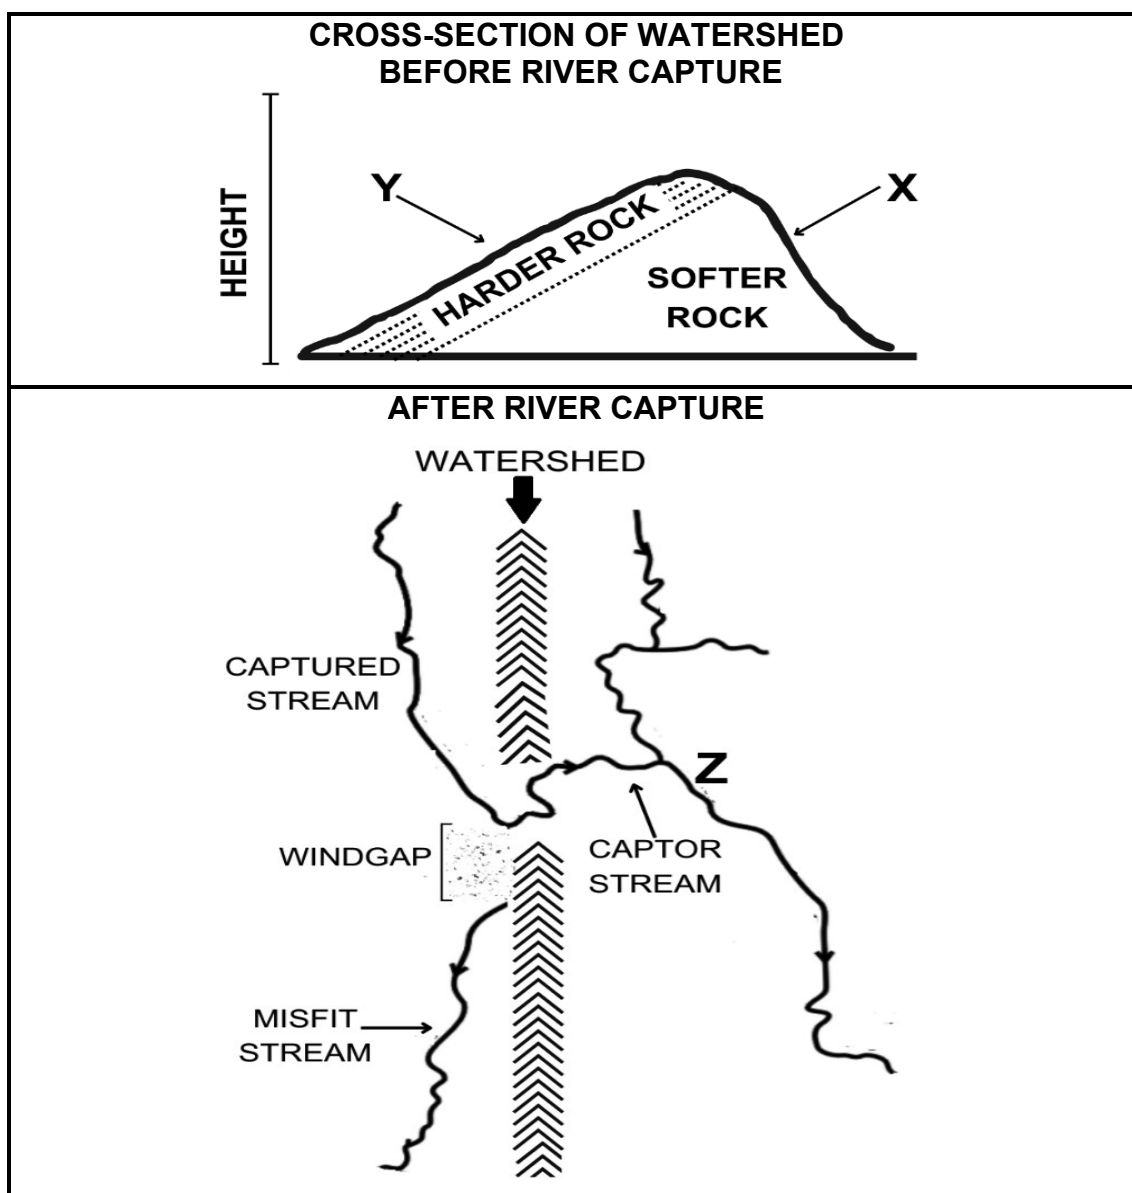 CROSS-SECTION OF WATERSHED
BEFORE RIVER CAPTURE
HEIGHT
Y
X
HARDER ROCK
SOFTER
ROCK
AFTER RIVER CAPTURE
WATERSHED
CAPTURED
STREAM
Z
WINDGAP
CAPTOR
STREAM
MISFIT
STREAM